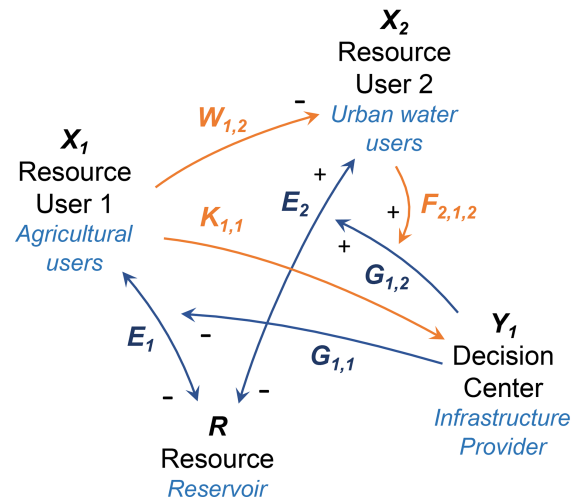 X2
Resource
User 2
Urban water
users
-
W1,2
X1
Resource
User 1
Agricultural
users
+
E2
+
F2,1,2
K1,1
+
G1,2
E1
-
G1,1
Y1
Decision
Center
Infrastructure
Provider
-
-
R
Resource
Reservoir